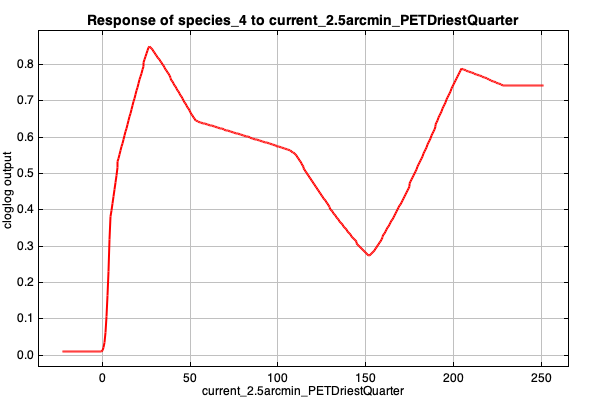 Response of species_4 to current_2.5arcmin_PETDriestQuarter
cloglog output
0.8
0.7
0.6
0.5
0.4
0.3
0.2
0.1
0.0
0 50 100 150 200 250
current_2.5arcmin_PETDriestQuarter